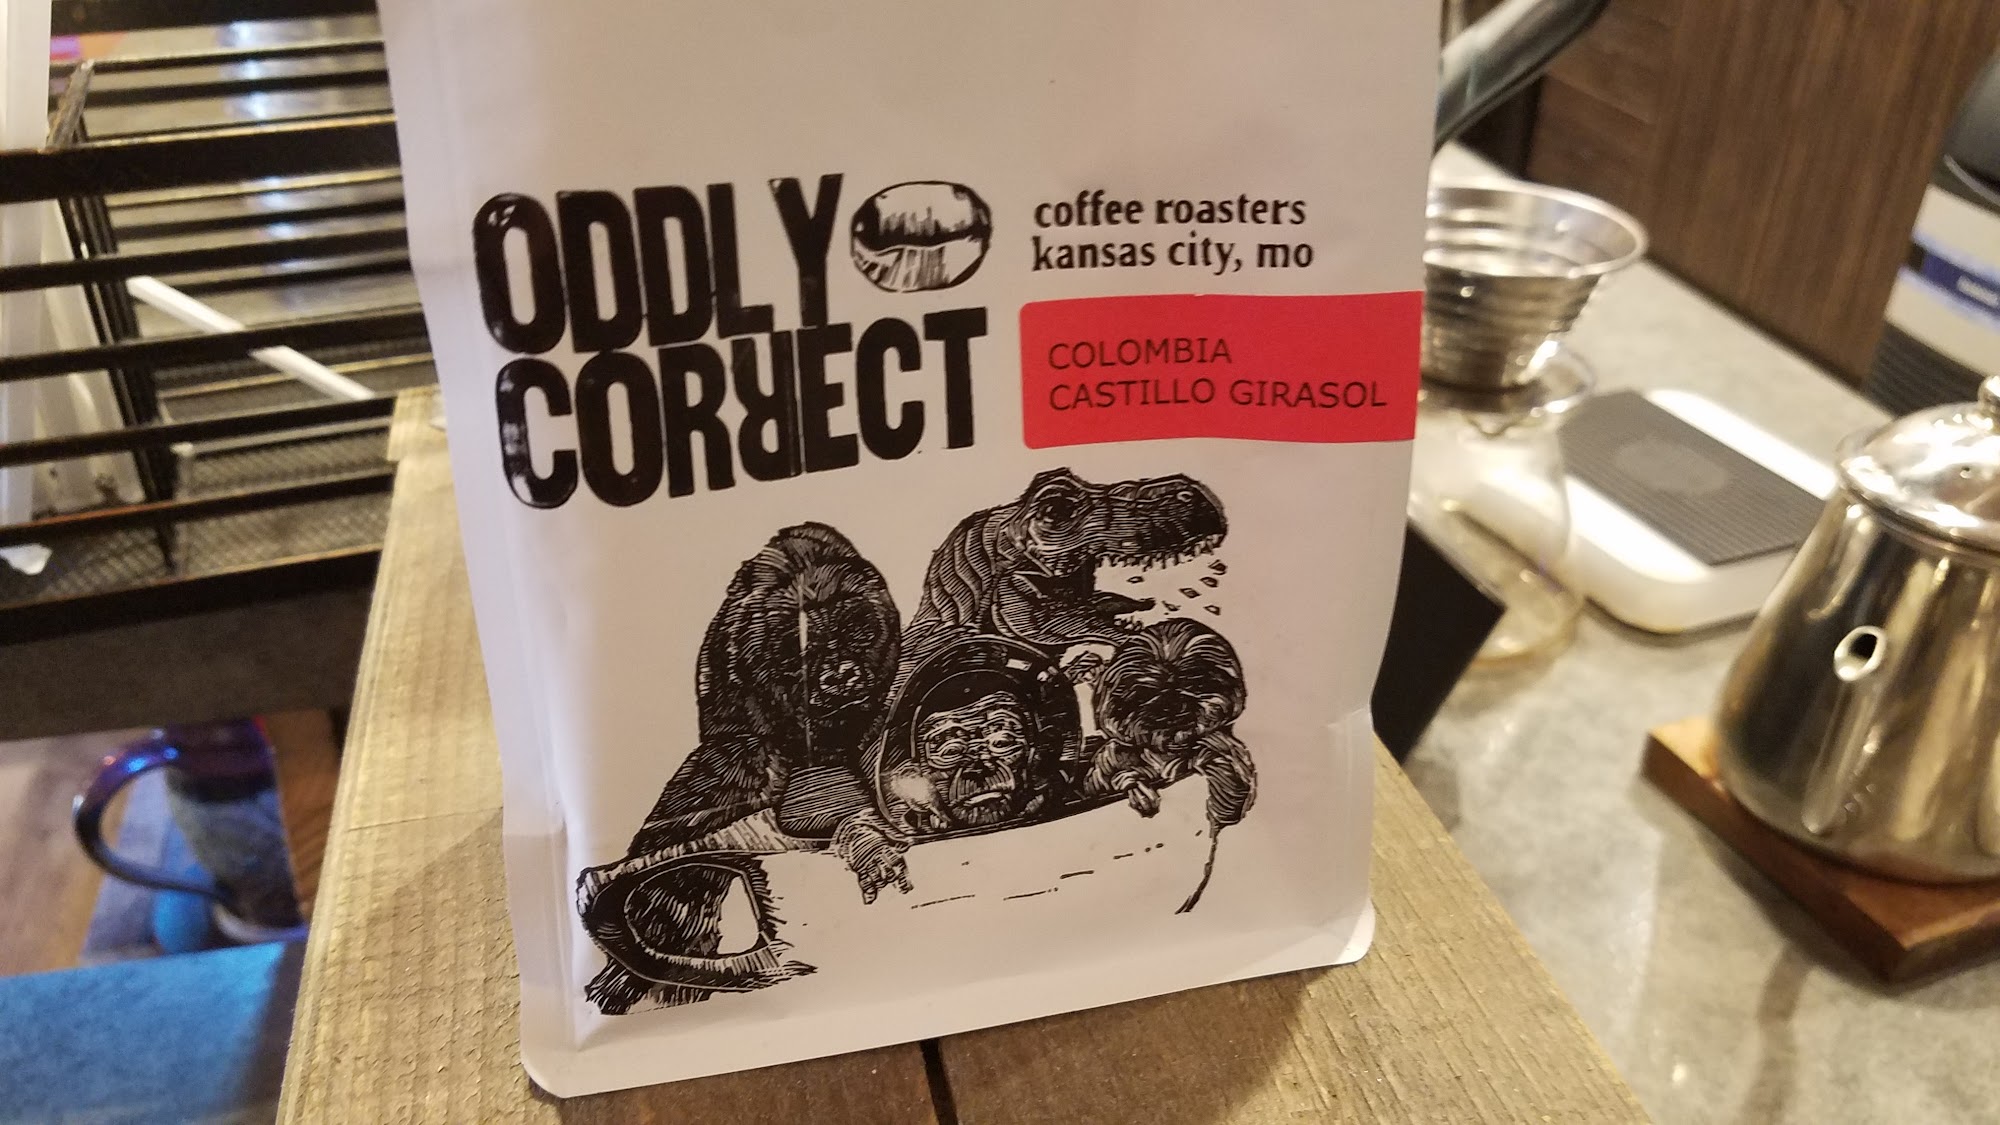 ODDLY
CORRECT
coffee roasters
kansas city, mo
COLOMBIA
CASTILLO GIRASOL